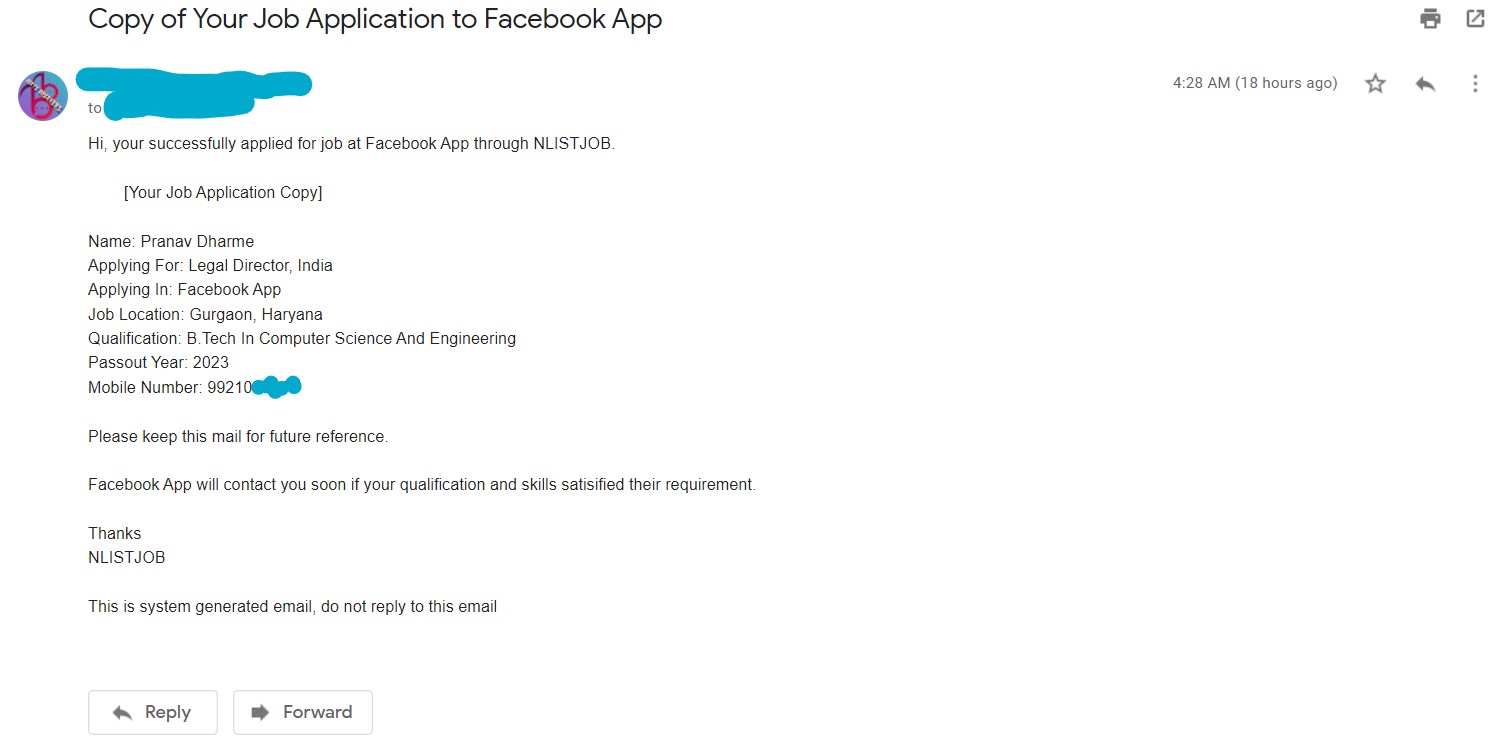 Copy of Your Job Application to Facebook App
4:28 AM (18 hours ago)
to
Hi, your successfully applied for job at Facebook App through NLISTJOB.
[Your Job Application Copy]
Name: Pranav Dharme
Applying For: Legal Director, India
Applying In: Facebook App
Job Location: Gurgaon, Haryana
Qualification: B.Tech In Computer Science And Engineering
Passout Year: 2023
Mobile Number: 99210
Please keep this mail for future reference.
Facebook App will contact you soon if your qualification and skills satisified their requirement.
Thanks
NLISTJOB
This is system generated email, do not reply to this email
Reply
Forward